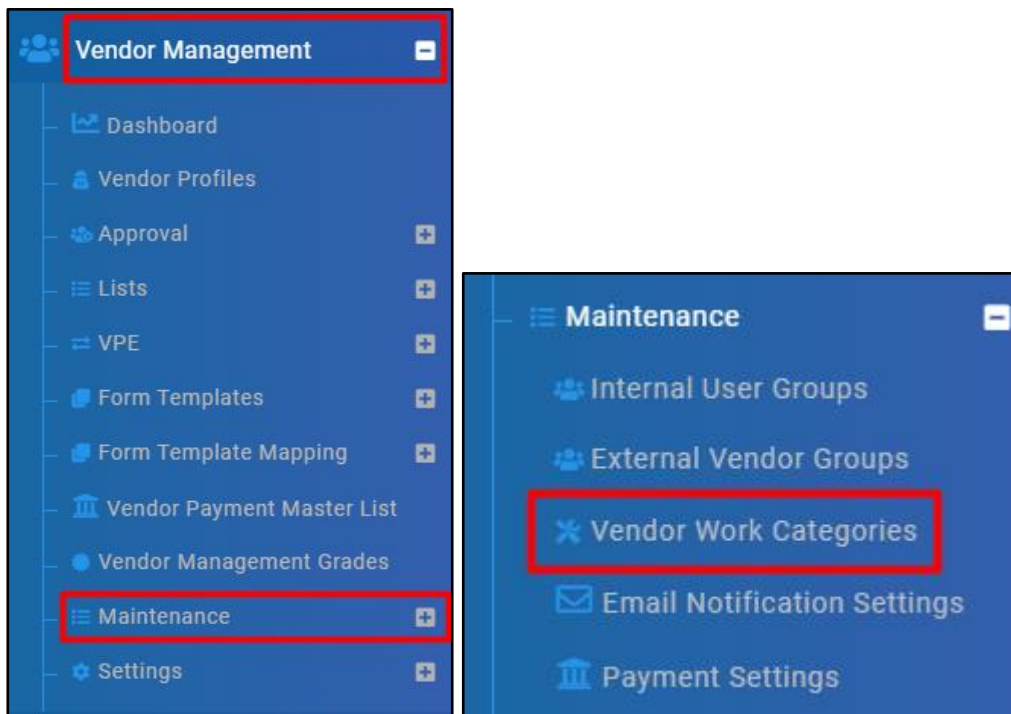 Vendor Management
Dashboard
Vendor Profiles
Approval
Lists
VPE
Form Templates
Form Template Mapping
Vendor Payment Master List
Vendor Management Grades
Maintenance
Settings
Maintenance
Internal User Groups
External Vendor Groups
Vendor Work Categories
Email Notification Settings
Payment Settings